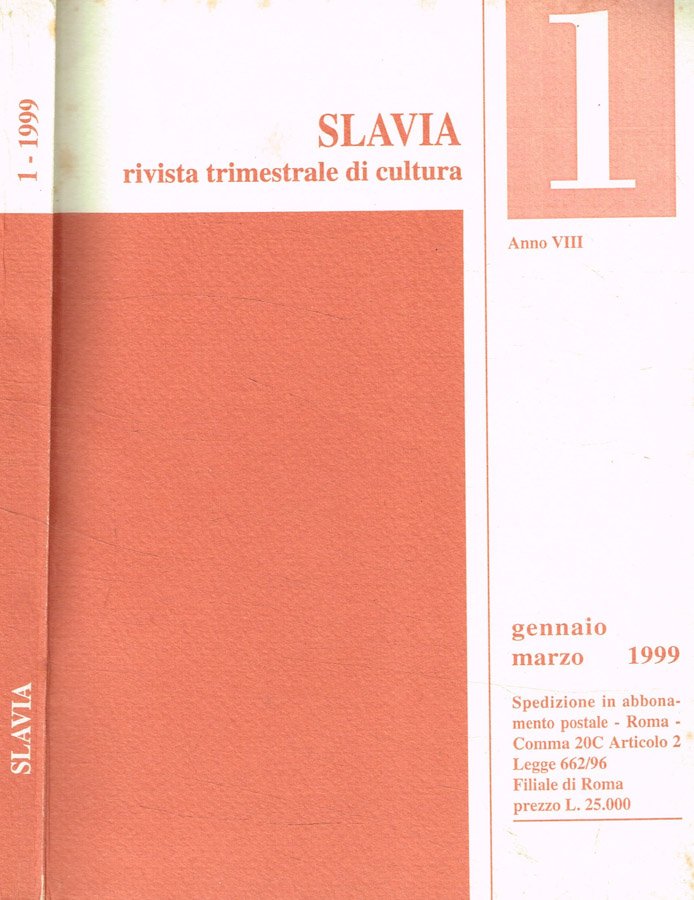 1 - 1999
SLAVIA
SLAVIA
rivista trimestrale di cultura
1
Anno VIII
gennaio
marzo 1999
Spedizione in abbona-
mento postale - Roma -
Comma 20C Articolo 2
Legge 662/96
Filiale di Roma
prezzo L. 25.000